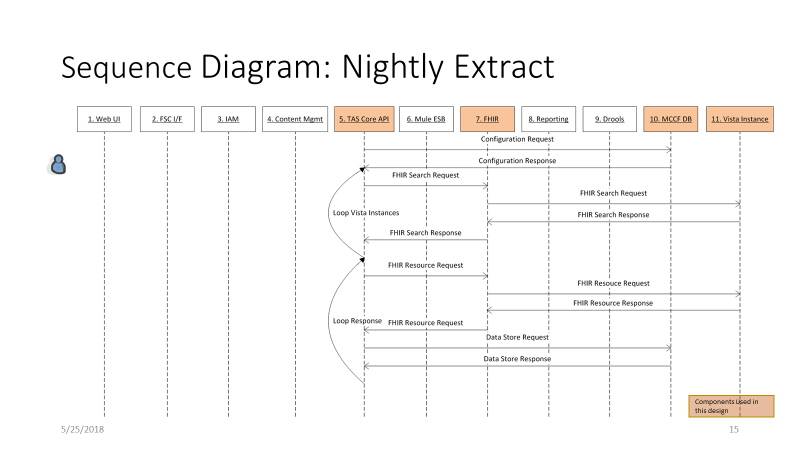 Sequence Diagram: Nightly Extract
1. Web UI
2. FSC I/F
3. IAM
4. Content Mgmt
5. TAS Core API
6. Mule ESB
7. FHIR
8. Reporting
9. Drools
10. MCCF DB
11. Vista Instance
Configuration Request
Configuration Response
FHIR Search Request
FHIR Search Request
Loop Vista Instances
FHIR Search Response
FHIR Search Response
FHIR Resource Request
FHIR Resouce Request
FHIR Resource Response
Loop Response
FHIR Resource Request
Data Store Request
Data Store Response
Components used in
this design
5/25/2018
15